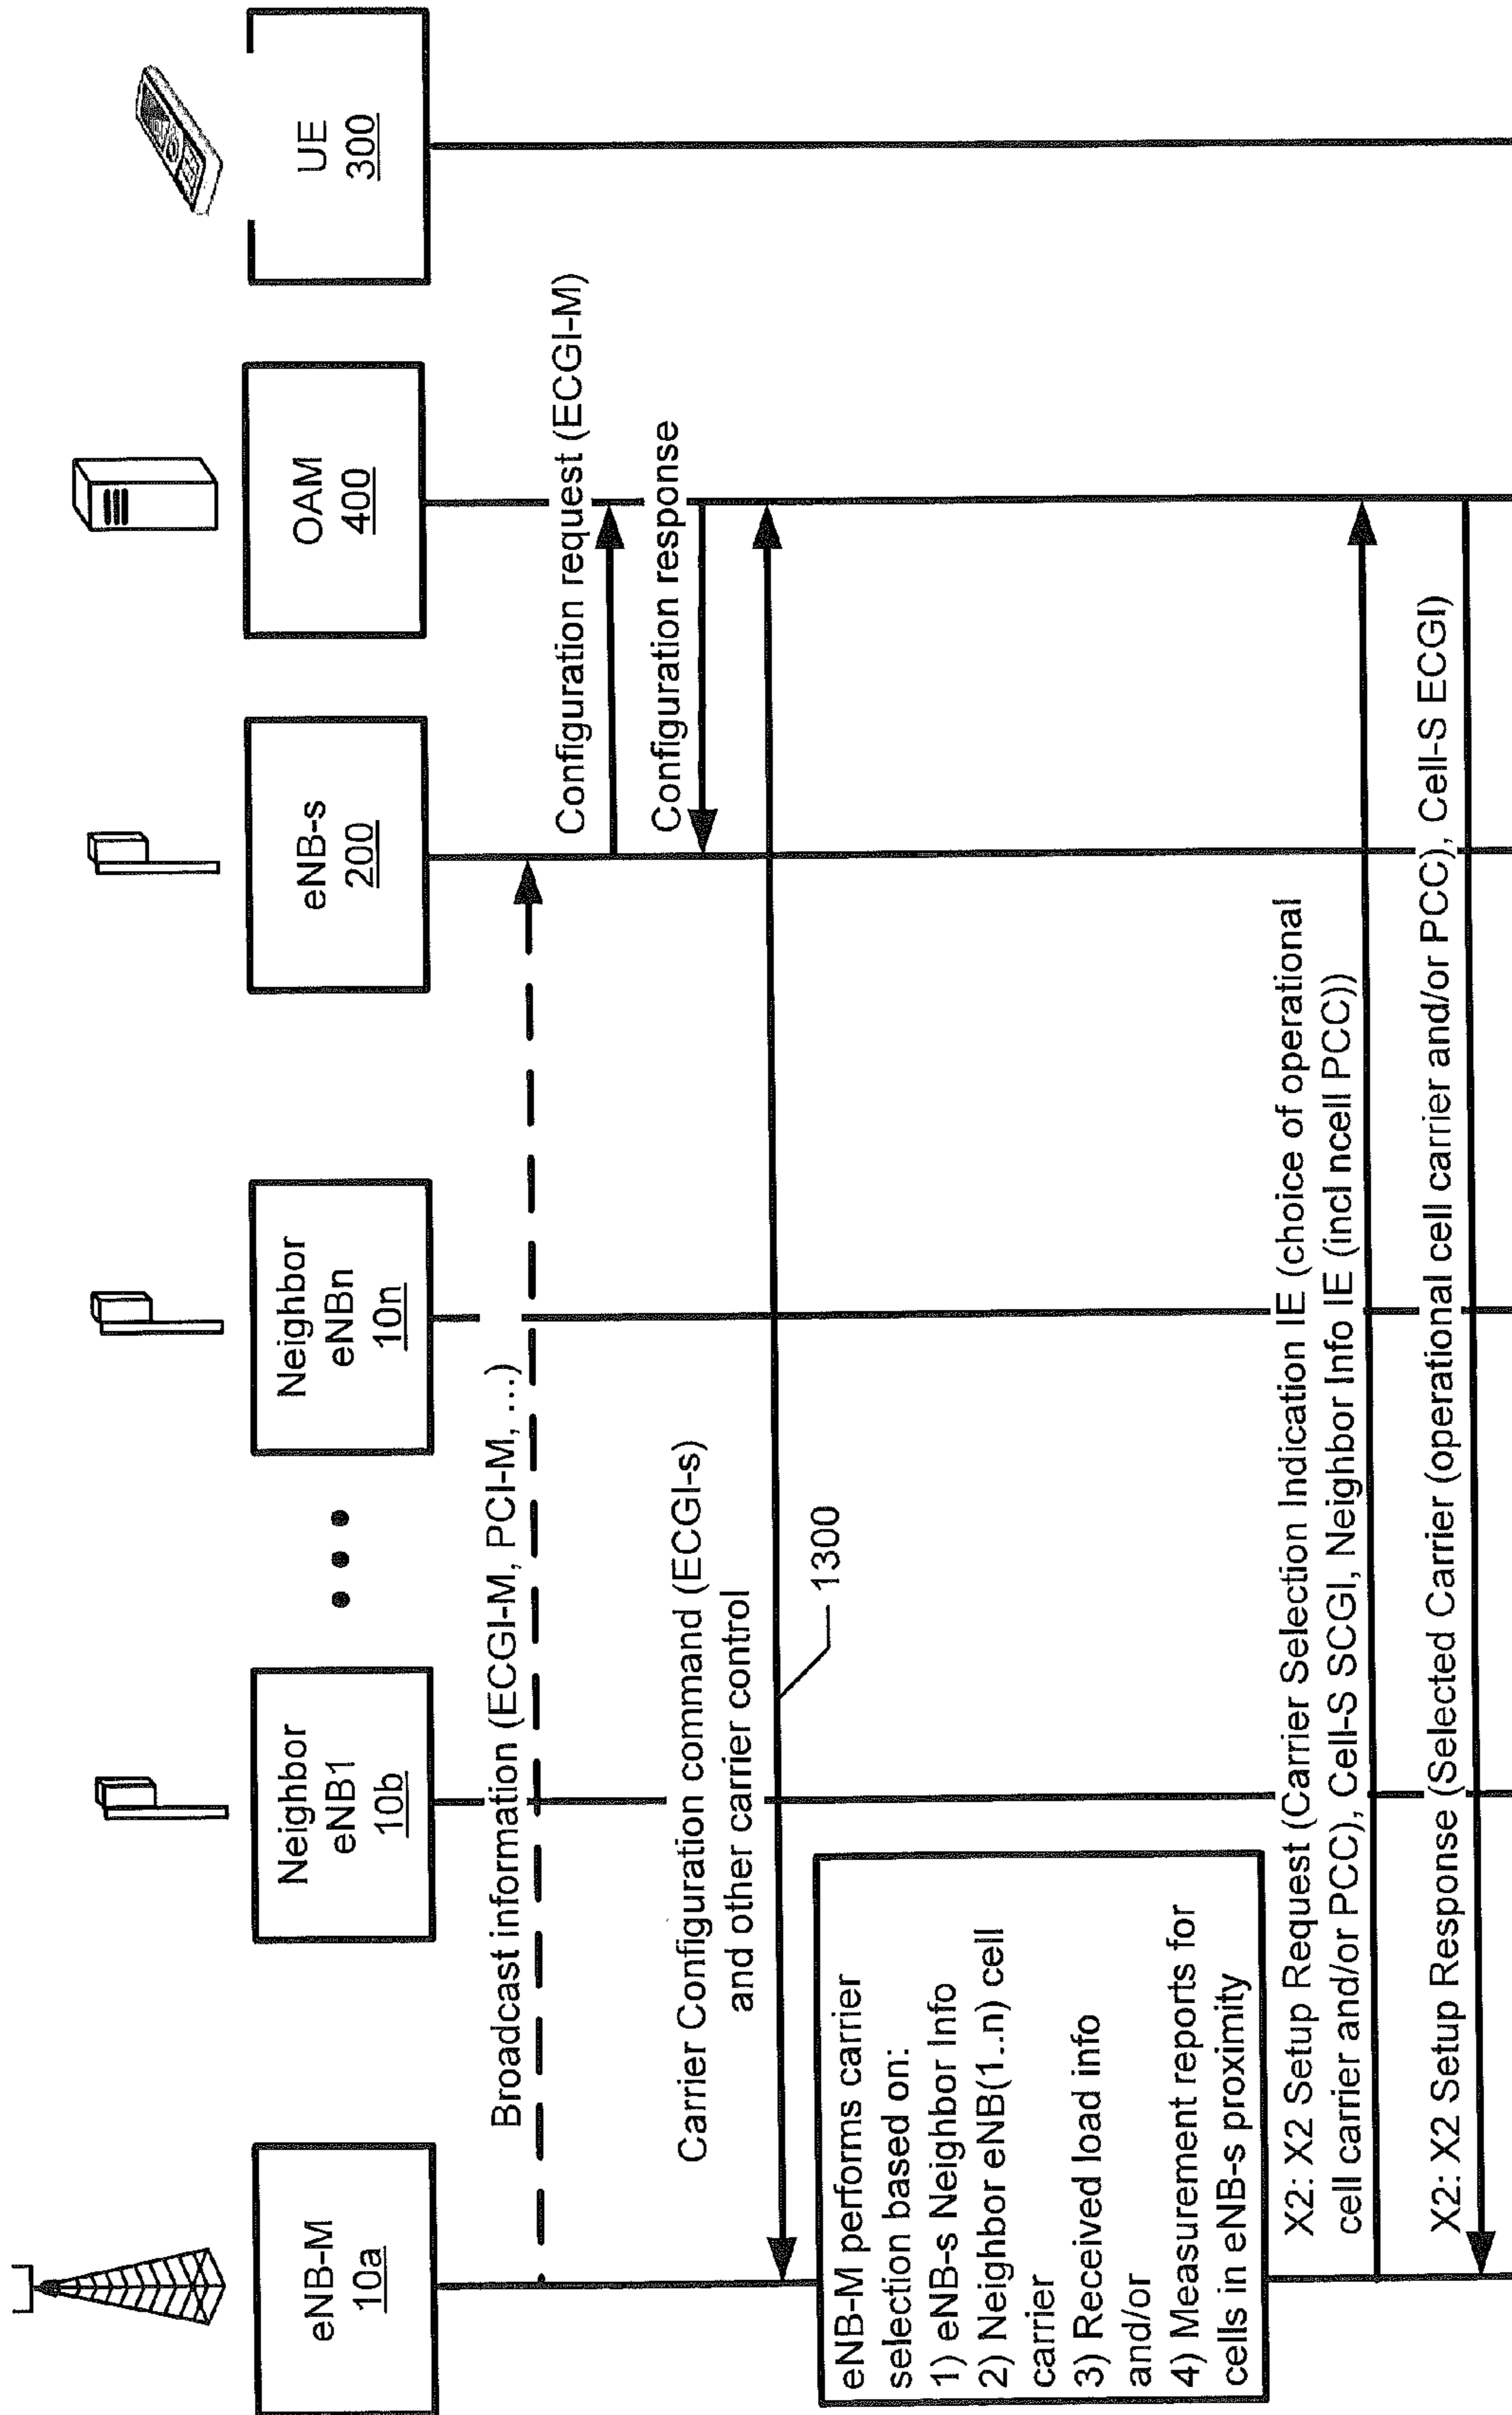 eNB-M
10a
Neighbor
eNB1
10b
Neighbor
eNBn
10n
eNB-s
200
OAM
400
UE
300
Broadcast information (ECGI-M, PCI-M, ...)
Configuration request (ECGI-M)
Configuration response
Carrier Configuration command (ECGI-s)
and other carrier control
1300
eNB-M performs carrier
selection based on:
1) eNB-s Neighbor Info
2) Neighbor eNB(1..n) cell
carrier
3) Received load info
and/or
4) Measurement reports for
cells in eNB-s proximity
X2: X2 Setup Request (Carrier Selection Indication IE (choice of operational
cell carrier and/or PCC), Cell-S SCGI, Neighbor Info IE (incl ncell PCC))
X2: X2 Setup Response (Selected Carrier (operational cell carrier and/or PCC), Cell-S ECGI)